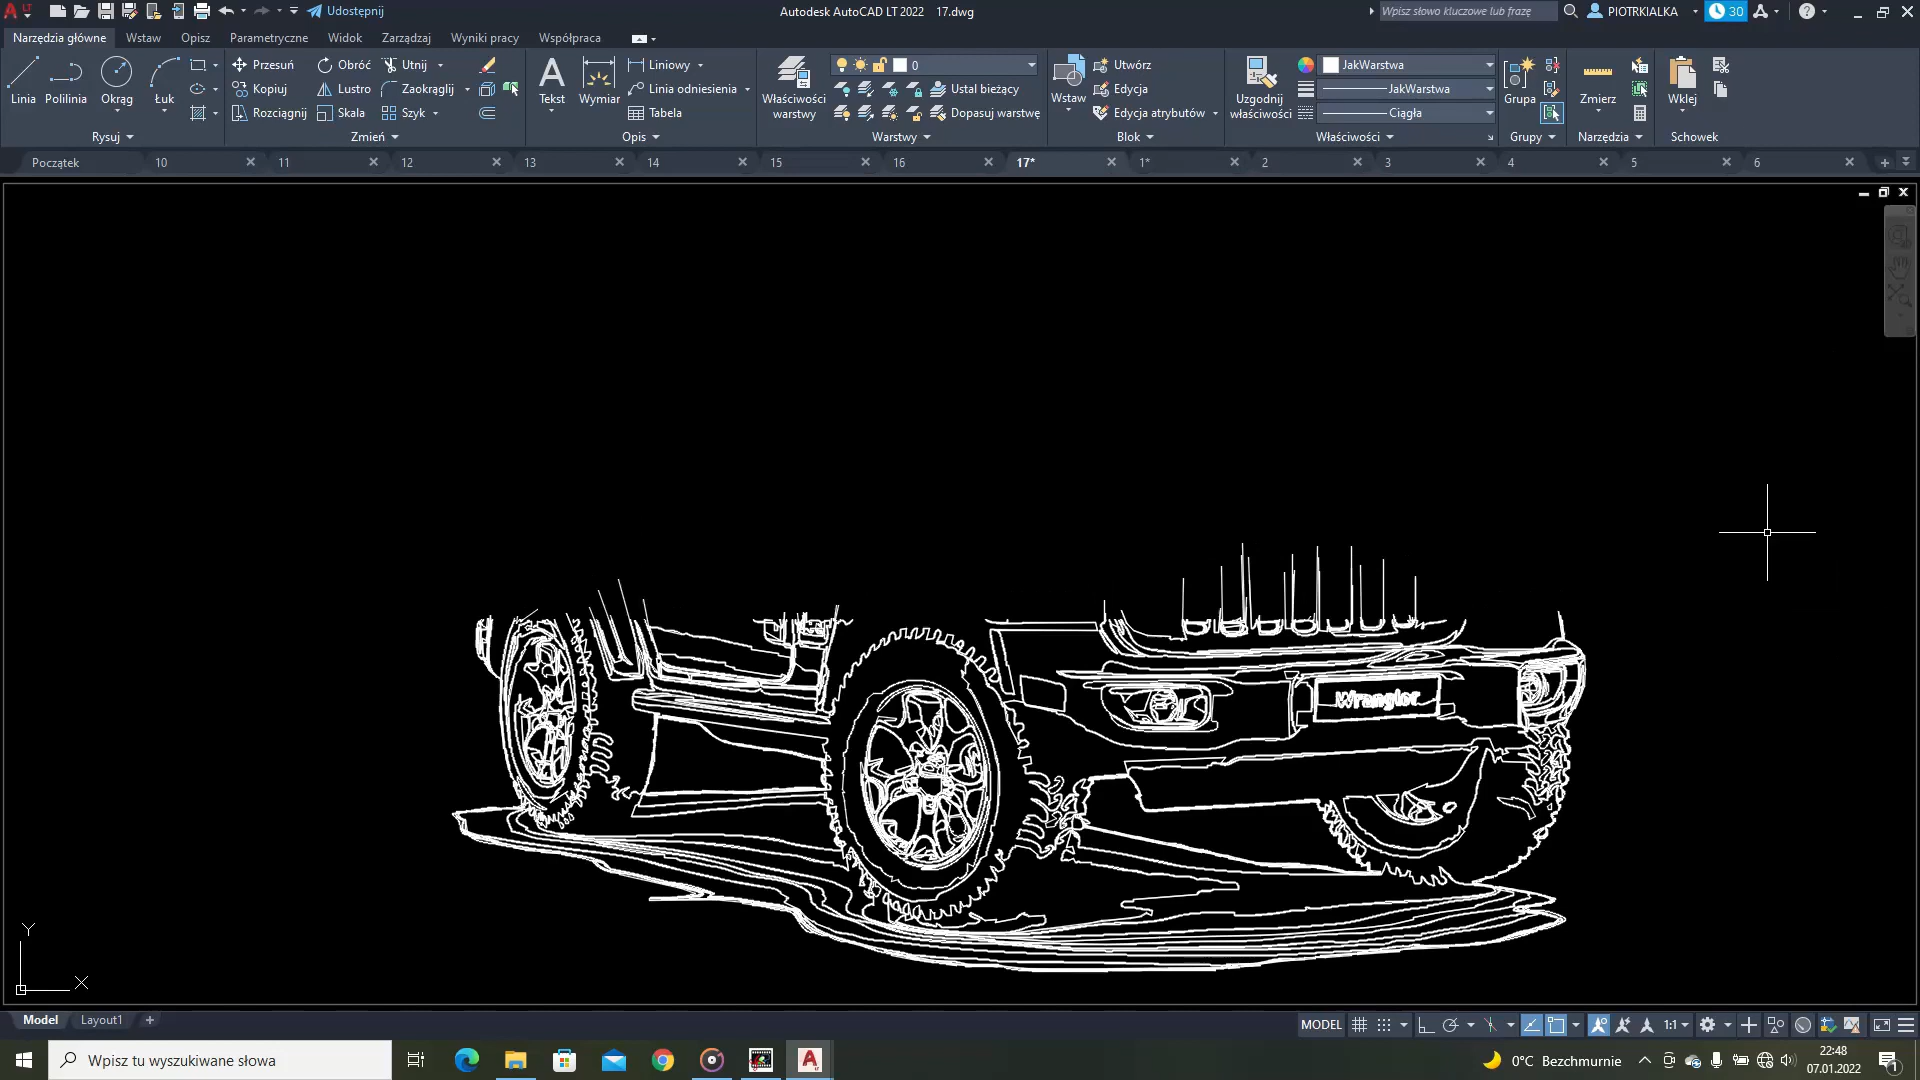 LT Udostępnij Autodesk AutoCAD LT 2022 17.dwg Wpisz słowo kluczowe lub frazę PIOTRKIALKA 30
Narzędzia główne Wstaw Opisz Parametryczne Widok Zarządzaj Wyniki pracy Współpraca
Przesuń Obróć Utnij Liniowy 0 Utwórz JakWarstwa
Linia Polilinia Okrąg Łuk Kopiuj Lustro Zaokrąglij Tekst Wymiar Linia odniesienia Właściwości warstwy Ustal bieżący Wstaw Edycja Uzgodnij właściwości JakWarstwa Grupa Zmierz Wklej
Rozciągnij Skala Szyk Tabela Dopasuj warstwę Edycja atrybutów Ciągła
Rysuj Zmień Opis Warstwy Blok Właściwości Grupy Narzędzia Schowek
Początek 10 11 12 13 14 15 16 17* 1* 2 3 4 5 6
Wrangler
Y
X
Model Layout1 MODEL 1:1
Wpisz tu wyszukiwane słowa 0°C Bezchmurnie 22:48
07.01.2022 1